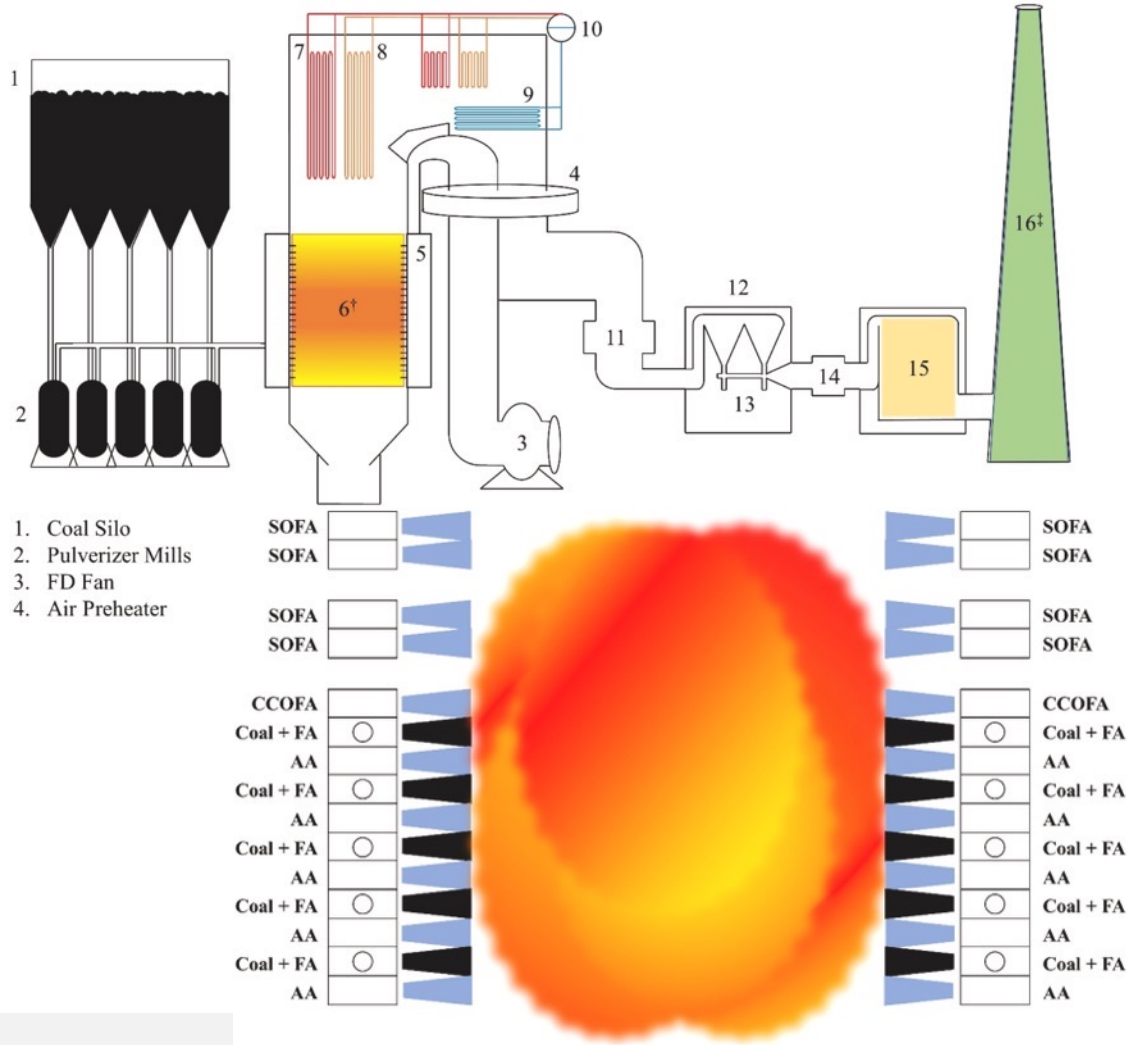 7
8
10
1
9
4
5
16‡
6†
12
11
2
13
14
15
3
1. Coal Silo
2. Pulverizer Mills
3. FD Fan
4. Air Preheater
SOFA SOFA
SOFA SOFA
SOFA SOFA
SOFA SOFA
CCOFA CCOFA
Coal + FA Coal + FA
AA AA
Coal + FA Coal + FA
AA AA
Coal + FA Coal + FA
AA AA
Coal + FA Coal + FA
AA AA
Coal + FA Coal + FA
AA AA